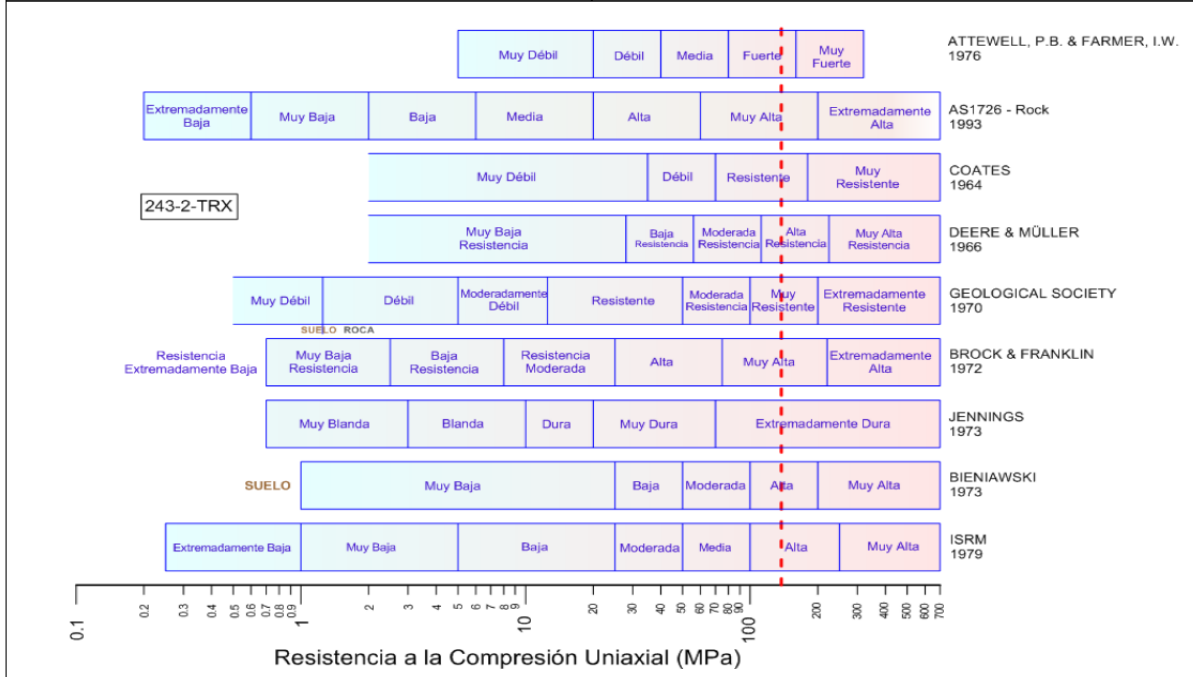 Muy Débil Débil Media Fuerte Muy
Fuerte
ATTEWELL, P.B. & FARMER, I.W.
1976
Extremadamente
Baja
Muy Baja Baja Media Alta Muy Alta Extremadamente
Alta
AS1726 - Rock
1993
Muy Débil Débil Resistente Muy
Resistente
COATES
1964
243-2-TRX
Muy Baja
Resistencia
Baja
Resistencia
Moderada
Resistencia
Alta
Resistencia
Muy Alta
Resistencia
DEERE & MÜLLER
1966
Muy Débil Débil Moderadamente
Débil
Resistente Moderada
Resistencia
Muy
Resistente
Extremadamente
Resistente
GEOLOGICAL SOCIETY
1970
SUELO ROCA
Resistencia
Extremadamente Baja
Muy Baja
Resistencia
Baja
Resistencia
Resistencia
Moderada
Alta Muy Alta Extremadamente
Alta
BROCK & FRANKLIN
1972
Muy Blanda Blanda Dura Muy Dura Extremadamente Dura
JENNINGS
1973
SUELO Muy Baja Baja Moderada Alta Muy Alta
BIENIAWSKI
1973
Extremadamente Baja Muy Baja Baja Moderada Media Alta Muy Alta
ISRM
1979
0.1 0.2 0.3 0.4 0.5 0.6 0.7 0.8 0.9 1 2 3 4 5 6 7 8 9 10 20 30 40 50 60 70 80 90 100 200 300 400 500 600 700
Resistencia a la Compresión Uniaxial (MPa)